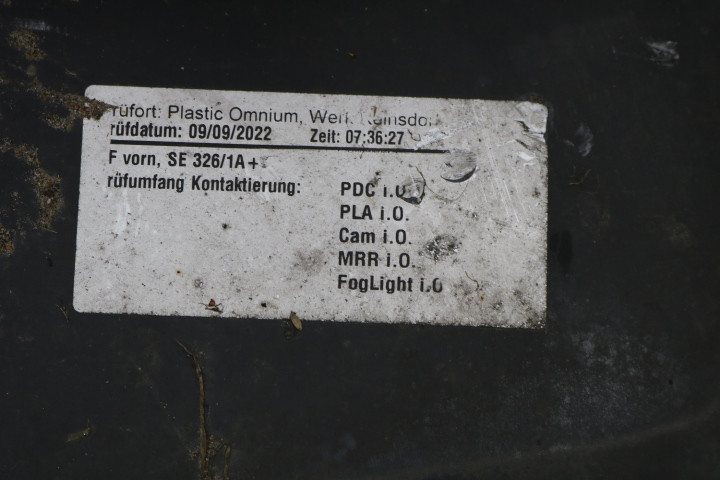 rüfort: Plastic Omnium, Werk
rüfdatum: 09/09/2022 Zeit: 07:36:27
F vorn, SE 326/1A+
rüfumfang Kontaktierung: PDC i.O
PLA i.O.
Cam i.O.
MRR i.O.
FogLight i.O